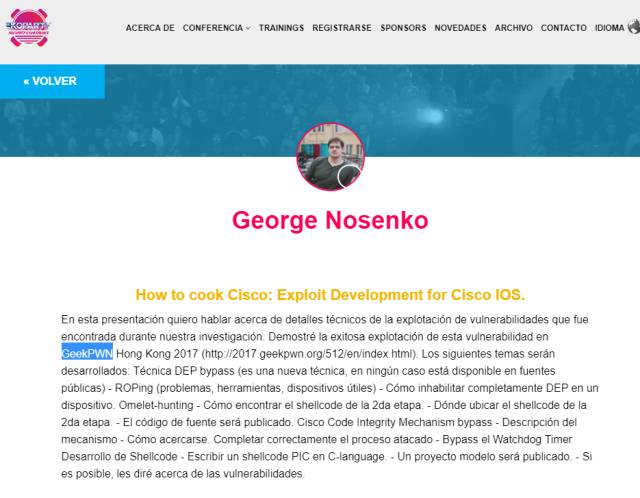 EKOPARTY
SECURITY CONFERENCE
ACERCA DE CONFERENCIA TRAININGS REGISTRARSE SPONSORS NOVEDADES ARCHIVO CONTACTO IDIOMA
« VOLVER
George Nosenko
How to cook Cisco: Exploit Development for Cisco IOS.
En esta presentación quiero hablar acerca de detalles técnicos de la explotación de vulnerabilidades que fue
encontrada durante nuestra investigación. Demostré la exitosa explotación de esta vulnerabilidad en
GeekPWN Hong Kong 2017 (http://2017.geekpwn.org/512/en/index.html). Los siguientes temas serán
desarrollados: Técnica DEP bypass (es una nueva técnica, en ningún caso está disponible en fuentes
públicas) - ROPing (problemas, herramientas, dispositivos útiles) - Cómo inhabilitar completamente DEP en un
dispositivo. Omelet-hunting - Cómo encontrar el shellcode de la 2da etapa. - Dónde ubicar el shellcode de la
2da etapa. - El código de fuente será publicado. Cisco Code Integrity Mechanism bypass - Descripción del
mecanismo - Cómo acercarse. Completar correctamente el proceso atacado - Bypass el Watchdog Timer
Desarrollo de Shellcode - Escribir un shellcode PIC en C-language. - Un proyecto modelo será publicado. - Si
es posible, les diré acerca de las vulnerabilidades.